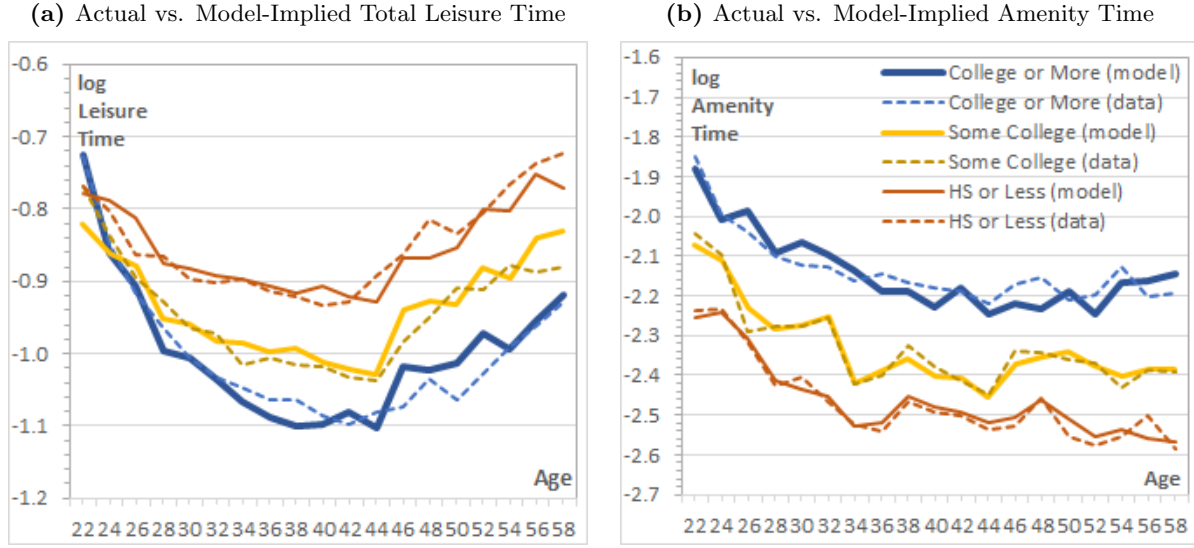 (a) Actual vs. Model-Implied Total Leisure Time
-0.6
-0.7
-0.8
-0.9
-1.0
-1.1
-1.2
log
Leisure
Time
Age
22 24 26 28 30 32 34 36 38 40 42 44 46 48 50 52 54 56 58
(b) Actual vs. Model-Implied Amenity Time
-1.6
-1.7
-1.8
-1.9
-2.0
-2.1
-2.2
-2.3
-2.4
-2.5
-2.6
-2.7
log
Amenity
Time
College or More (model)
College or More (data)
Some College (model)
Some College (data)
HS or Less (model)
HS or Less (data)
Age
22 24 26 28 30 32 34 36 38 40 42 44 46 48 50 52 54 56 58